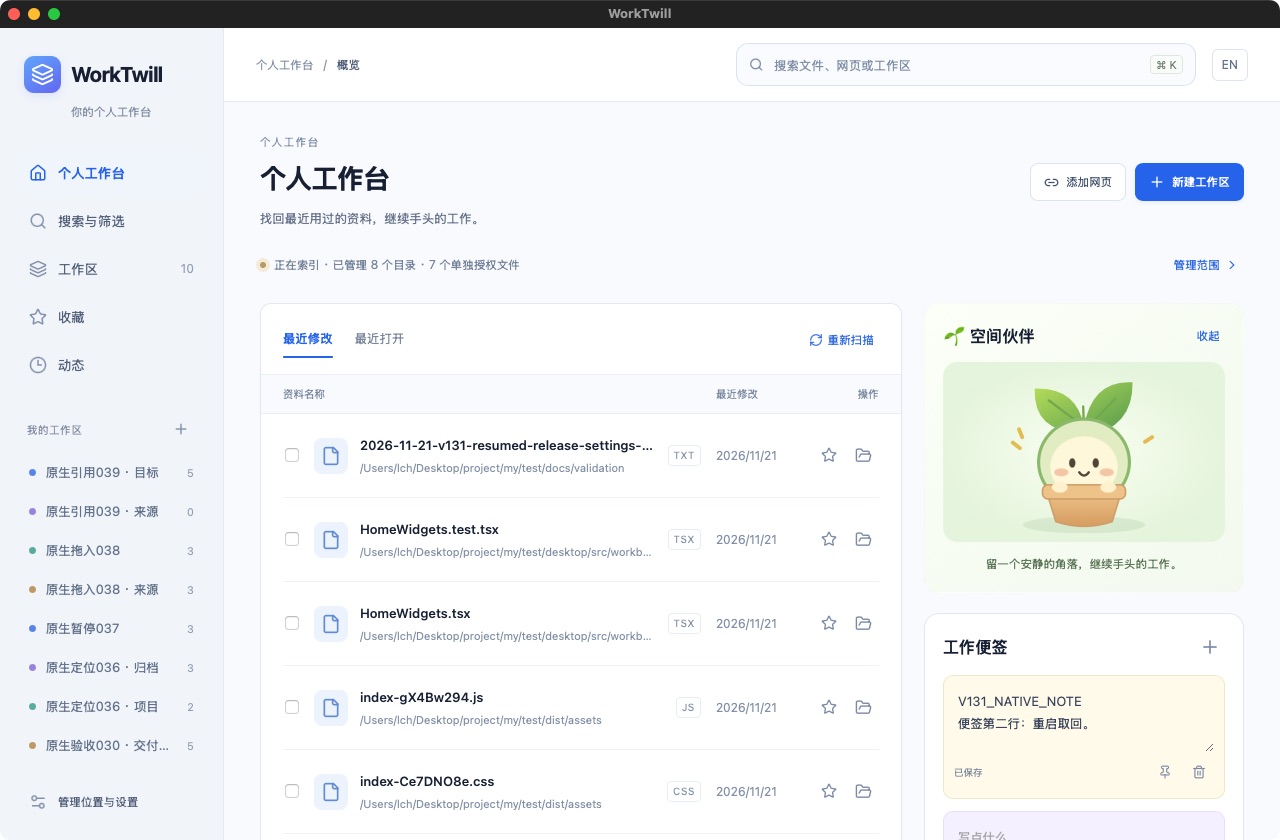 WorkTwill
WorkTwill
你的个人工作台
个人工作台
搜索与筛选
工作区 10
收藏
动态
我的工作区
原生引用039 · 目标 5
原生引用039 · 来源 0
原生拖入038 3
原生拖入038 · 来源 3
原生暂停037 3
原生定位036 · 归档 3
原生定位036 · 项目 2
原生验收030 · 交付... 5
管理位置与设置
个人工作台 / 概览
搜索文件、网页或工作区 ⌘ K
EN
个人工作台
个人工作台
找回最近用过的资料，继续手头的工作。
添加网页
新建工作区
正在索引 · 已管理 8 个目录 · 7 个单独授权文件
管理范围
最近修改 最近打开
重新扫描
资料名称 最近修改 操作
2026-11-21-v131-resumed-release-settings-...
/Users/lch/Desktop/project/my/test/docs/validation
TXT 2026/11/21
HomeWidgets.test.tsx
/Users/lch/Desktop/project/my/test/desktop/src/workb...
TSX 2026/11/21
HomeWidgets.tsx
/Users/lch/Desktop/project/my/test/desktop/src/workb...
TSX 2026/11/21
index-gX4Bw294.js
/Users/lch/Desktop/project/my/test/dist/assets
JS 2026/11/21
index-Ce7DNO8e.css
/Users/lch/Desktop/project/my/test/dist/assets
CSS 2026/11/21
空间伙伴
收起
留一个安静的角落，继续手头的工作。
工作便签
V131_NATIVE_NOTE
便签第二行：重启取回。
已保存
写点什么